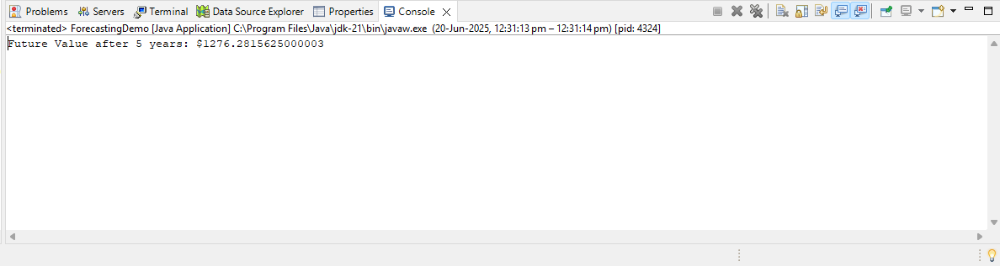 Problems Servers Terminal Data Source Explorer Properties Console
<terminated> ForecastingDemo [Java Application] C:\Program Files\Java\jdk-21\bin\javaw.exe (20-Jun-2025, 12:31:13 pm – 12:31:14 pm) [pid: 4324]
Future Value after 5 years: $1276.2815625000003